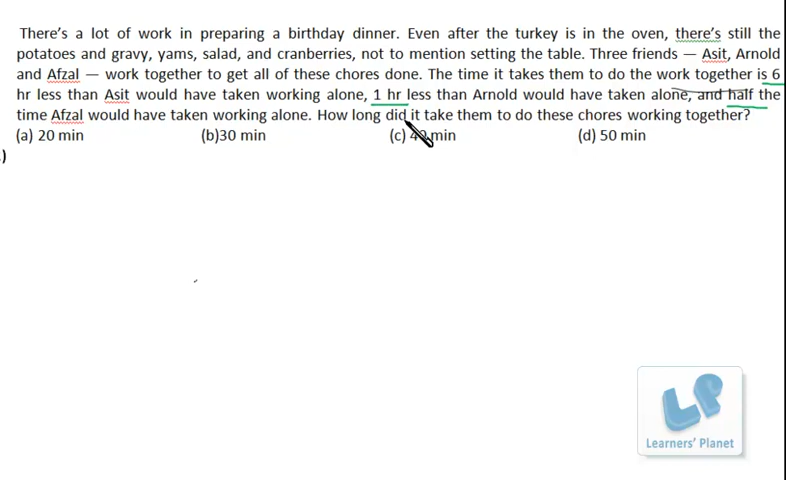 There's a lot of work in preparing a birthday dinner. Even after the turkey is in the oven, there's still the
potatoes and gravy, yams, salad, and cranberries, not to mention setting the table. Three friends — Asit, Arnold
and Afzal — work together to get all of these chores done. The time it takes them to do the work together is 6
hr less than Asit would have taken working alone, 1 hr less than Arnold would have taken alone, and half the
time Afzal would have taken working alone. How long did it take them to do these chores working together?
(a) 20 min (b)30 min (c) min (d) 50 min
)
LP
Learners' Planet